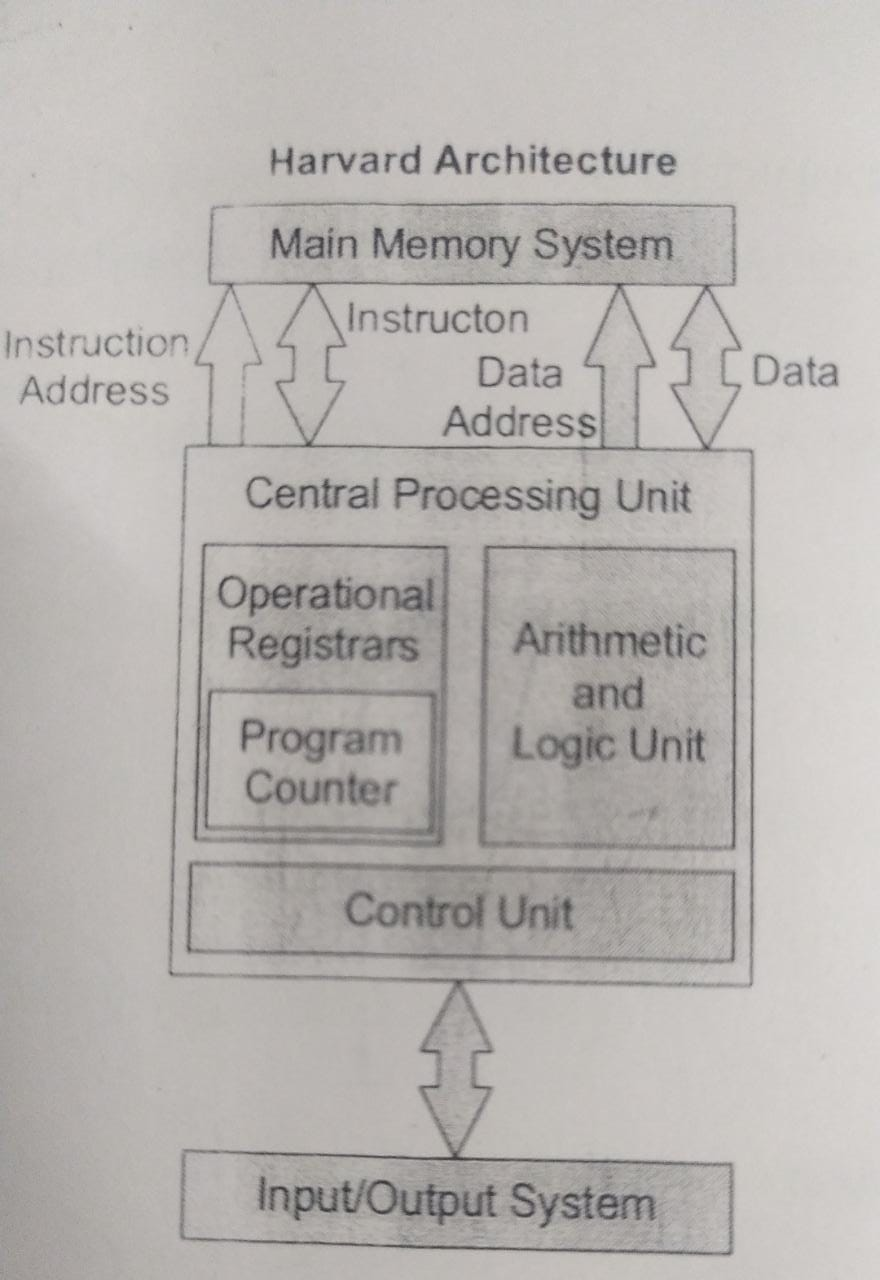 Harvard Architecture
Main Memory System
Instruction
Address
Instructon
Data
Address
Data
Central Processing Unit
Operational
Registrars
Program
Counter
Arithmetic
and
Logic Unit
Control Unit
Input/Output System